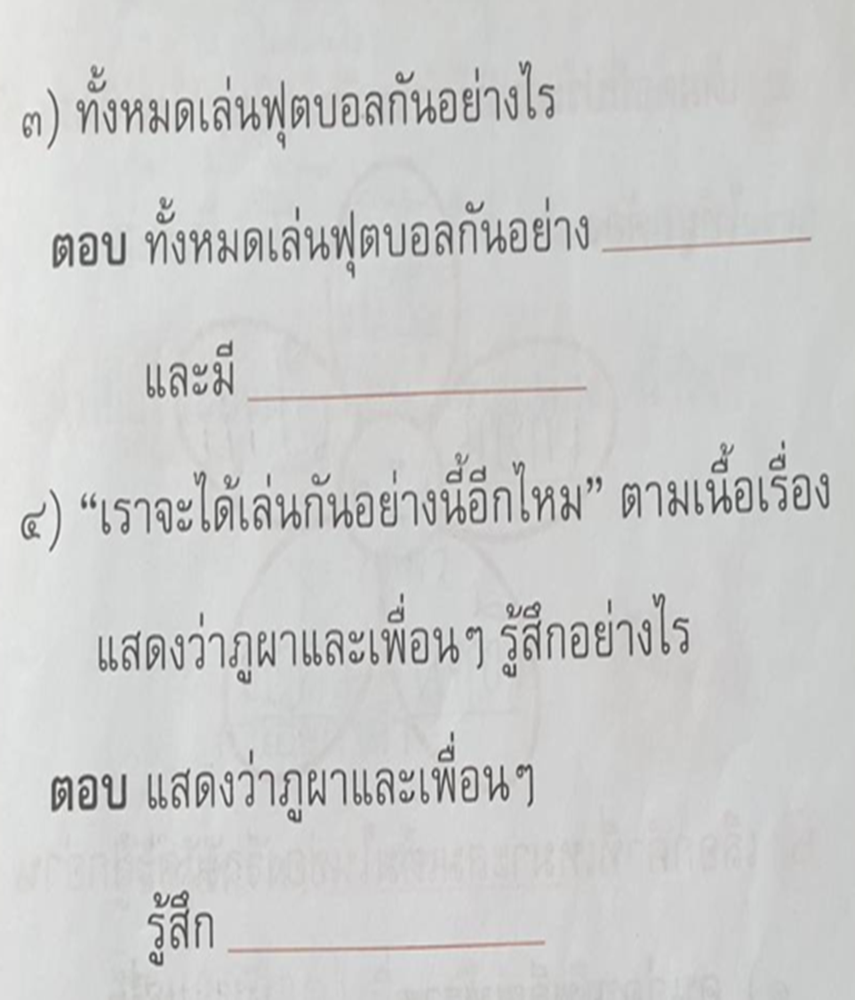 ๓) ทั้งหมดเล่นฟุตบอลกันอย่างไร
ตอบ ทั้งหมดเล่นฟุตบอลกันอย่าง
และมี
๔) “เราจะได้เล่นกันอย่างนี้อีกไหม” ตามเนื้อเรื่อง
แสดงว่าภูผาและเพื่อนๆ รู้สึกอย่างไร
ตอบ แสดงว่าภูผาและเพื่อนๆ
รู้สึก